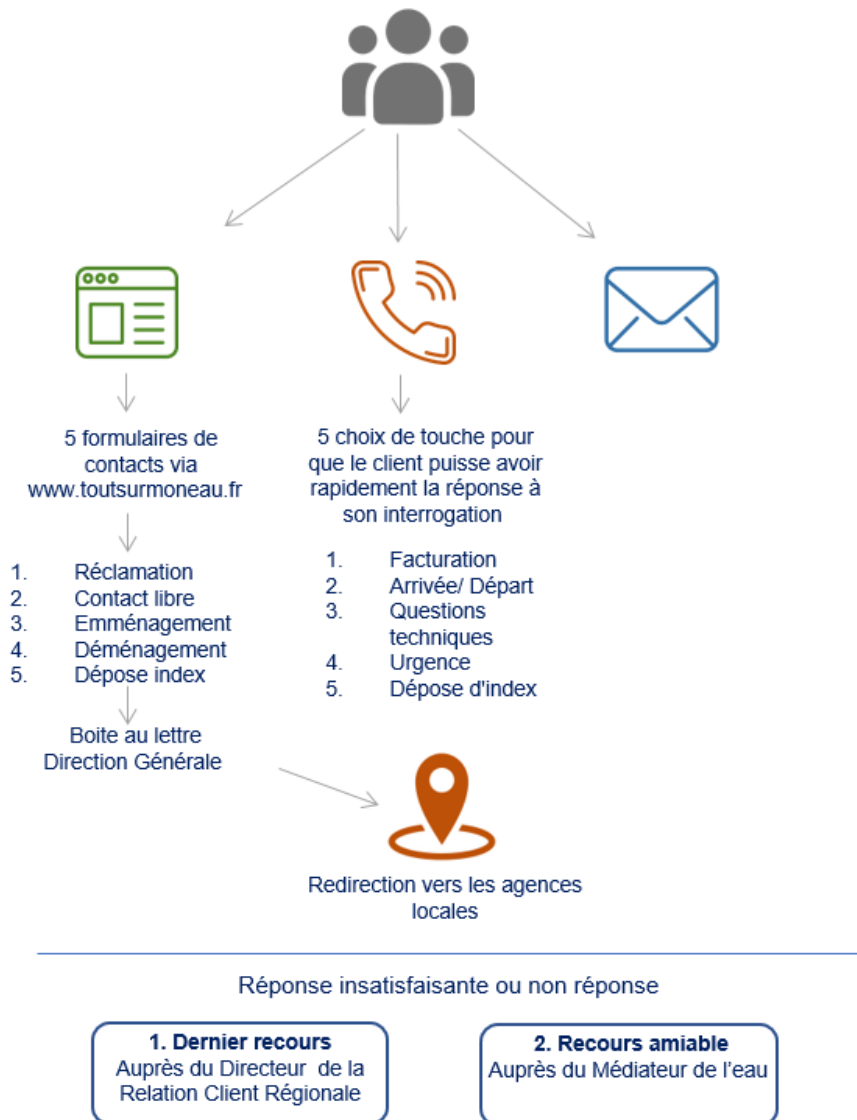 5 formulaires de
contacts via
www.toutsurmoneau.fr
1. Réclamation
2. Contact libre
3. Emménagement
4. Déménagement
5. Dépose index
Boite au lettre
Direction Générale
5 choix de touche pour
que le client puisse avoir
rapidement la réponse à
son interrogation
1. Facturation
2. Arrivée/ Départ
3. Questions
techniques
4. Urgence
5. Dépose d'index
Redirection vers les agences
locales
Réponse insatisfaisante ou non réponse
1. Dernier recours
Auprès du Directeur de la
Relation Client Régionale
2. Recours amiable
Auprès du Médiateur de l'eau